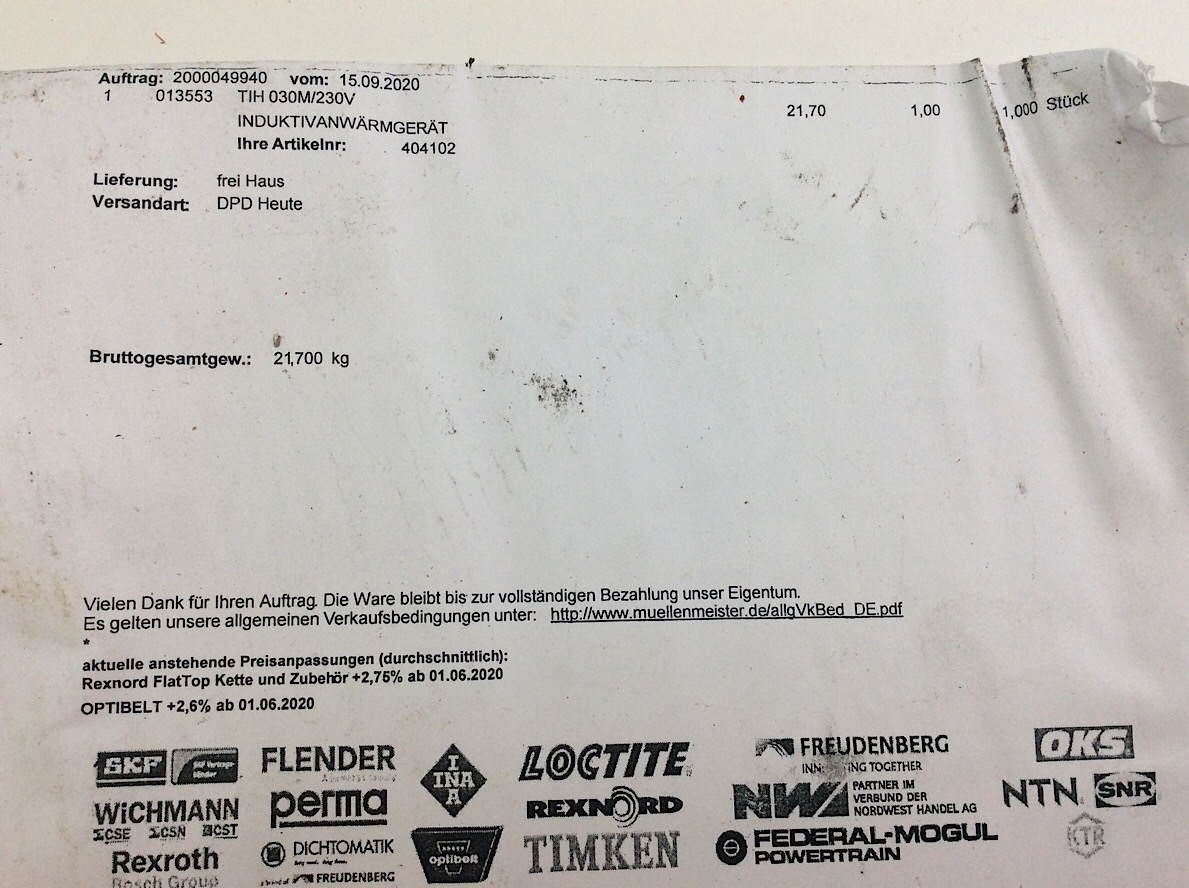 Auftrag: 2000049940 vom: 15.09.2020
1 013553 TIH 030M/230V 21,70 1,00 1,000 Stück
INDUKTIVANWÄRMGERÄT
Ihre Artikelnr: 404102
Lieferung: frei Haus
Versandart: DPD Heute
Bruttogesamtgew.: 21,700 kg
Vielen Dank für Ihren Auftrag. Die Ware bleibt bis zur vollständigen Bezahlung unser Eigentum.
Es gelten unsere allgemeinen Verkaufsbedingungen unter: http://www.muellenmeister.de/allgVkBed_DE.pdf
*
aktuelle anstehende Preisanpassungen (durchschnittlich):
Rexnord FlatTop Kette und Zubehör +2,75% ab 01.06.2020
OPTIBELT +2,6% ab 01.06.2020
SKF
FLENDER
INA
INA
LOCTITE
FREUDENBERG
TOGETHER
OKS
WiCHMANN
CSE CSN CST
perma
REXNORD
NW
PARTNER IM
VERBUND DER
NORDWEST HANDEL AG
NTN SNR
Rexroth
Bosch Group
DICHTOMATIK
FREUDENBERG
optibelt
TIMKEN
FEDERAL-MOGUL
POWERTRAIN
KTR